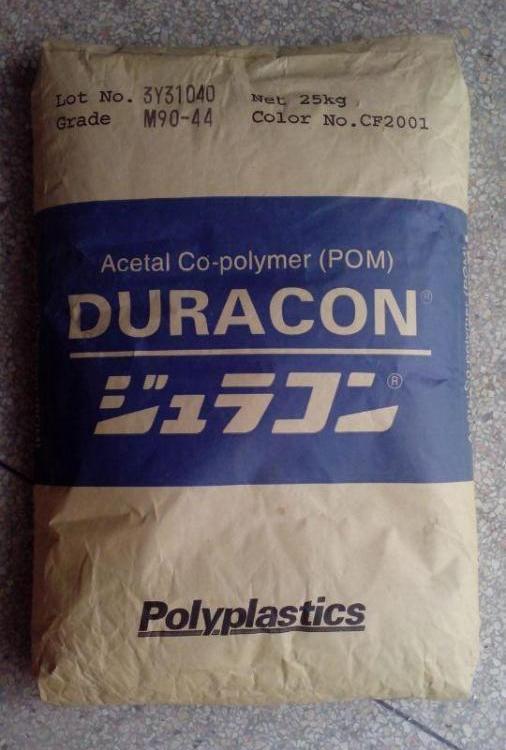 Lot No. 3Y31040 Net 25kg
Grade M90-44 Color No.CF2001
Acetal Co-polymer (POM)
DURACON®
ジュラコン®
Polyplastics